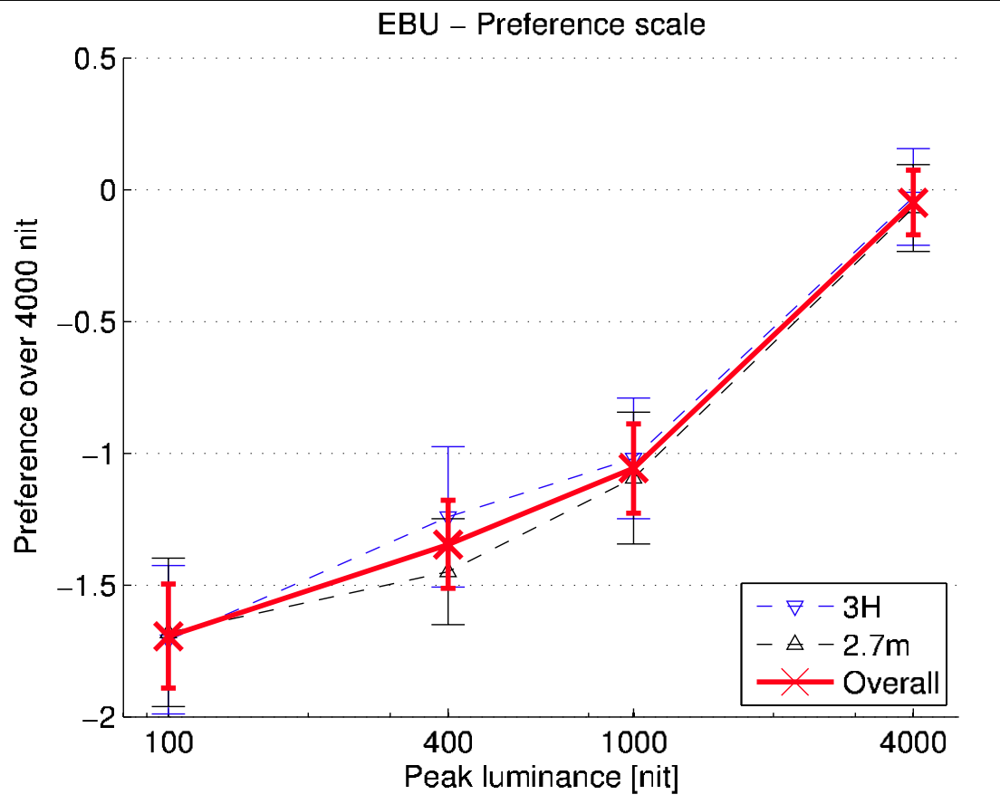 EBU – Preference scale
0.5
0
−0.5
−1
−1.5
−2
Preference over 4000 nit
3H
2.7m
Overall
100 400 1000 4000
Peak luminance [nit]